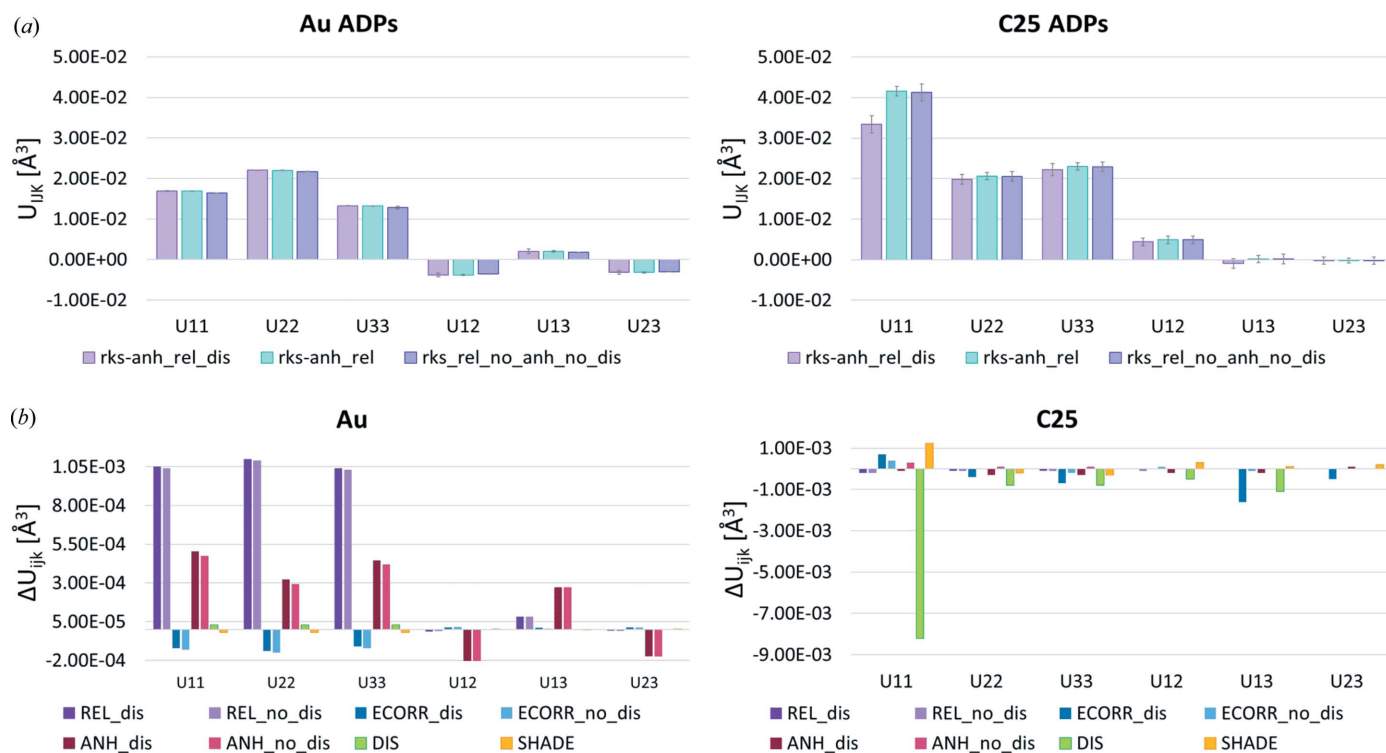 (a)
Au ADPs
5.00E-02
4.00E-02
3.00E-02
2.00E-02
1.00E-02
0.00E+00
-1.00E-02
U_IJK [Å³]
U11 U22 U33 U12 U13 U23
rks-anh_rel_dis rks-anh_rel rks_rel_no_anh_no_dis
C25 ADPs
5.00E-02
4.00E-02
3.00E-02
2.00E-02
1.00E-02
0.00E+00
-1.00E-02
U_IJK [Å³]
U11 U22 U33 U12 U13 U23
rks-anh_rel_dis rks-anh_rel rks_rel_no_anh_no_dis
(b)
Au
1.05E-03
8.00E-04
5.50E-04
3.00E-04
5.00E-05
-2.00E-04
ΔU_ijk [Å³]
U11 U22 U33 U12 U13 U23
REL_dis REL_no_dis ECORR_dis ECORR_no_dis
ANH_dis ANH_no_dis DIS SHADE
C25
1.00E-03
-1.00E-03
-3.00E-03
-5.00E-03
-7.00E-03
-9.00E-03
ΔU_ijk [Å³]
U11 U22 U33 U12 U13 U23
REL_dis REL_no_dis ECORR_dis ECORR_no_dis
ANH_dis ANH_no_dis DIS SHADE